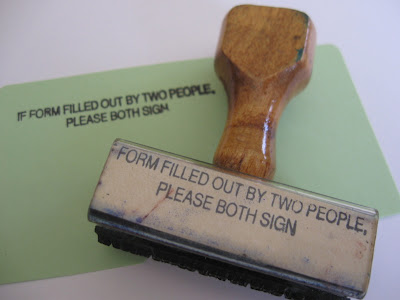 IF FORM FILLED OUT BY TWO PEOPLE,
PLEASE BOTH SIGN
FORM FILLED OUT BY TWO PEOPLE,
PLEASE BOTH SIGN